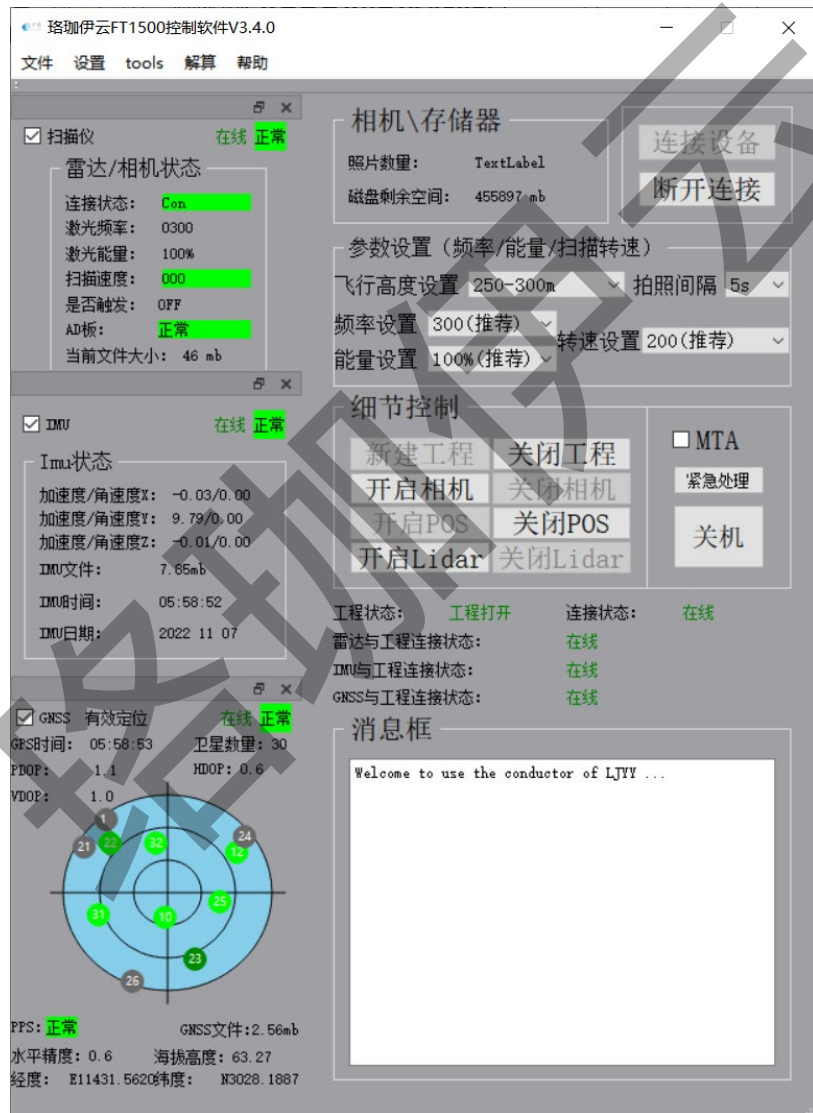 珞珈伊云FT1500控制软件V3.4.0
文件 设置 tools 解算 帮助
扫描仪 在线 正常
雷达/相机状态
连接状态: Con
激光频率: 0300
激光能量: 100%
扫描速度: 000
是否触发: OFF
AD板: 正常
当前文件大小: 46 mb
IMU 在线 正常
Imu状态
加速度/角速度X: -0.03/0.00
加速度/角速度Y: 9.79/0.00
加速度/角速度Z: -0.01/0.00
IMU文件: 7.65mb
IMU时间: 05:58:52
IMU日期: 2022 11 07
GNSS 有效定位 在线 正常
GPS时间: 05:58:53 卫星数量: 30
PDOP: 1.1 HDOP: 0.6
VDOP: 1.0
1
21 22 32 24
12
31 10 25
23
26
PPS: 正常 GNSS文件:2.56mb
水平精度: 0.6 海拔高度: 63.27
经度: E11431.5620纬度: N3028.1887
相机\存储器
照片数量: TextLabel
磁盘剩余空间: 455897 mb
连接设备
断开连接
参数设置（频率/能量/扫描转速）
飞行高度设置 250-300m 拍照间隔 5s
频率设置 300(推荐)
转速设置 200(推荐)
能量设置 100%(推荐)
细节控制
新建工程 关闭工程
开启相机 关闭相机
开启POS 关闭POS
开启Lidar 关闭Lidar
MTA
紧急处理
关机
工程状态: 工程打开 连接状态: 在线
雷达与工程连接状态: 在线
IMU与工程连接状态: 在线
GNSS与工程连接状态: 在线
消息框
Welcome to use the conductor of LJYY ...
珞珈伊云